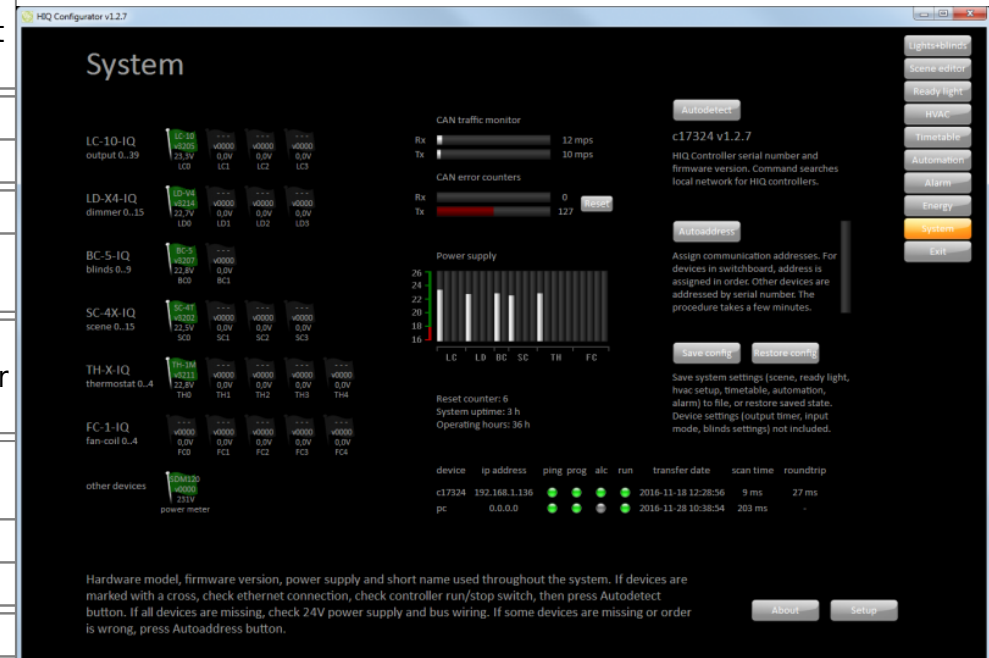 HIQ Configurator v1.2.7
System
Lights+blinds
Scene editor
Ready light
HVAC
Timetable
Automation
Alarm
Energy
System
Exit
LC-10-IQ
output 0..39
LC-10 --- --- ---
v9205 v0000 v0000 v0000
23,5V 0,0V 0,0V 0,0V
LC0 LC1 LC2 LC3
LD-X4-IQ
dimmer 0..15
LD-V4 --- --- ---
v9214 v0000 v0000 v0000
22,7V 0,0V 0,0V 0,0V
LD0 LD1 LD2 LD3
BC-5-IQ
blinds 0..9
BC-5 ---
v9207 v0000
22,8V 0,0V
BC0 BC1
SC-4X-IQ
scene 0..15
SC-4T --- --- ---
v9202 v0000 v0000 v0000
22,5V 0,0V 0,0V 0,0V
SC0 SC1 SC2 SC3
TH-X-IQ
thermostat 0..4
TH-1M --- --- --- ---
v9211 v0000 v0000 v0000 v0000
22,8V 0,0V 0,0V 0,0V 0,0V
TH0 TH1 TH2 TH3 TH4
FC-1-IQ
fan-coil 0..4
--- --- --- --- ---
v0000 v0000 v0000 v0000 v0000
0,0V 0,0V 0,0V 0,0V 0,0V
FC0 FC1 FC2 FC3 FC4
other devices
SDM120
v0000
231V
power meter
CAN traffic monitor
Rx 12 mps
Tx 10 mps
CAN error counters
Rx 0
Tx 127
Reset
Power supply
26
24
22
20
18
16
LC LD BC SC TH FC
Reset counter: 6
System uptime: 3 h
Operating hours: 36 h
Autodetect
c17324 v1.2.7
HIQ Controller serial number and
firmware version. Command searches
local network for HIQ controllers.
Autoaddress
Assign communication addresses. For
devices in switchboard, address is
assigned in order. Other devices are
addressed by serial number. The
procedure takes a few minutes.
Save config Restore config
Save system settings (scene, ready light,
hvac setup, timetable, automation,
alarm) to file, or restore saved state.
Device settings (output timer, input
mode, blinds settings) not included.
device ip address ping prog alc run transfer date scan time roundtrip
c17324 192.168.1.136 2016-11-18 12:28:56 9 ms 27 ms
pc 0.0.0.0 2016-11-28 10:38:54 203 ms -
Hardware model, firmware version, power supply and short name used throughout the system. If devices are
marked with a cross, check ethernet connection, check controller run/stop switch, then press Autodetect
button. If all devices are missing, check 24V power supply and bus wiring. If some devices are missing or order
is wrong, press Autoaddress button.
About Setup